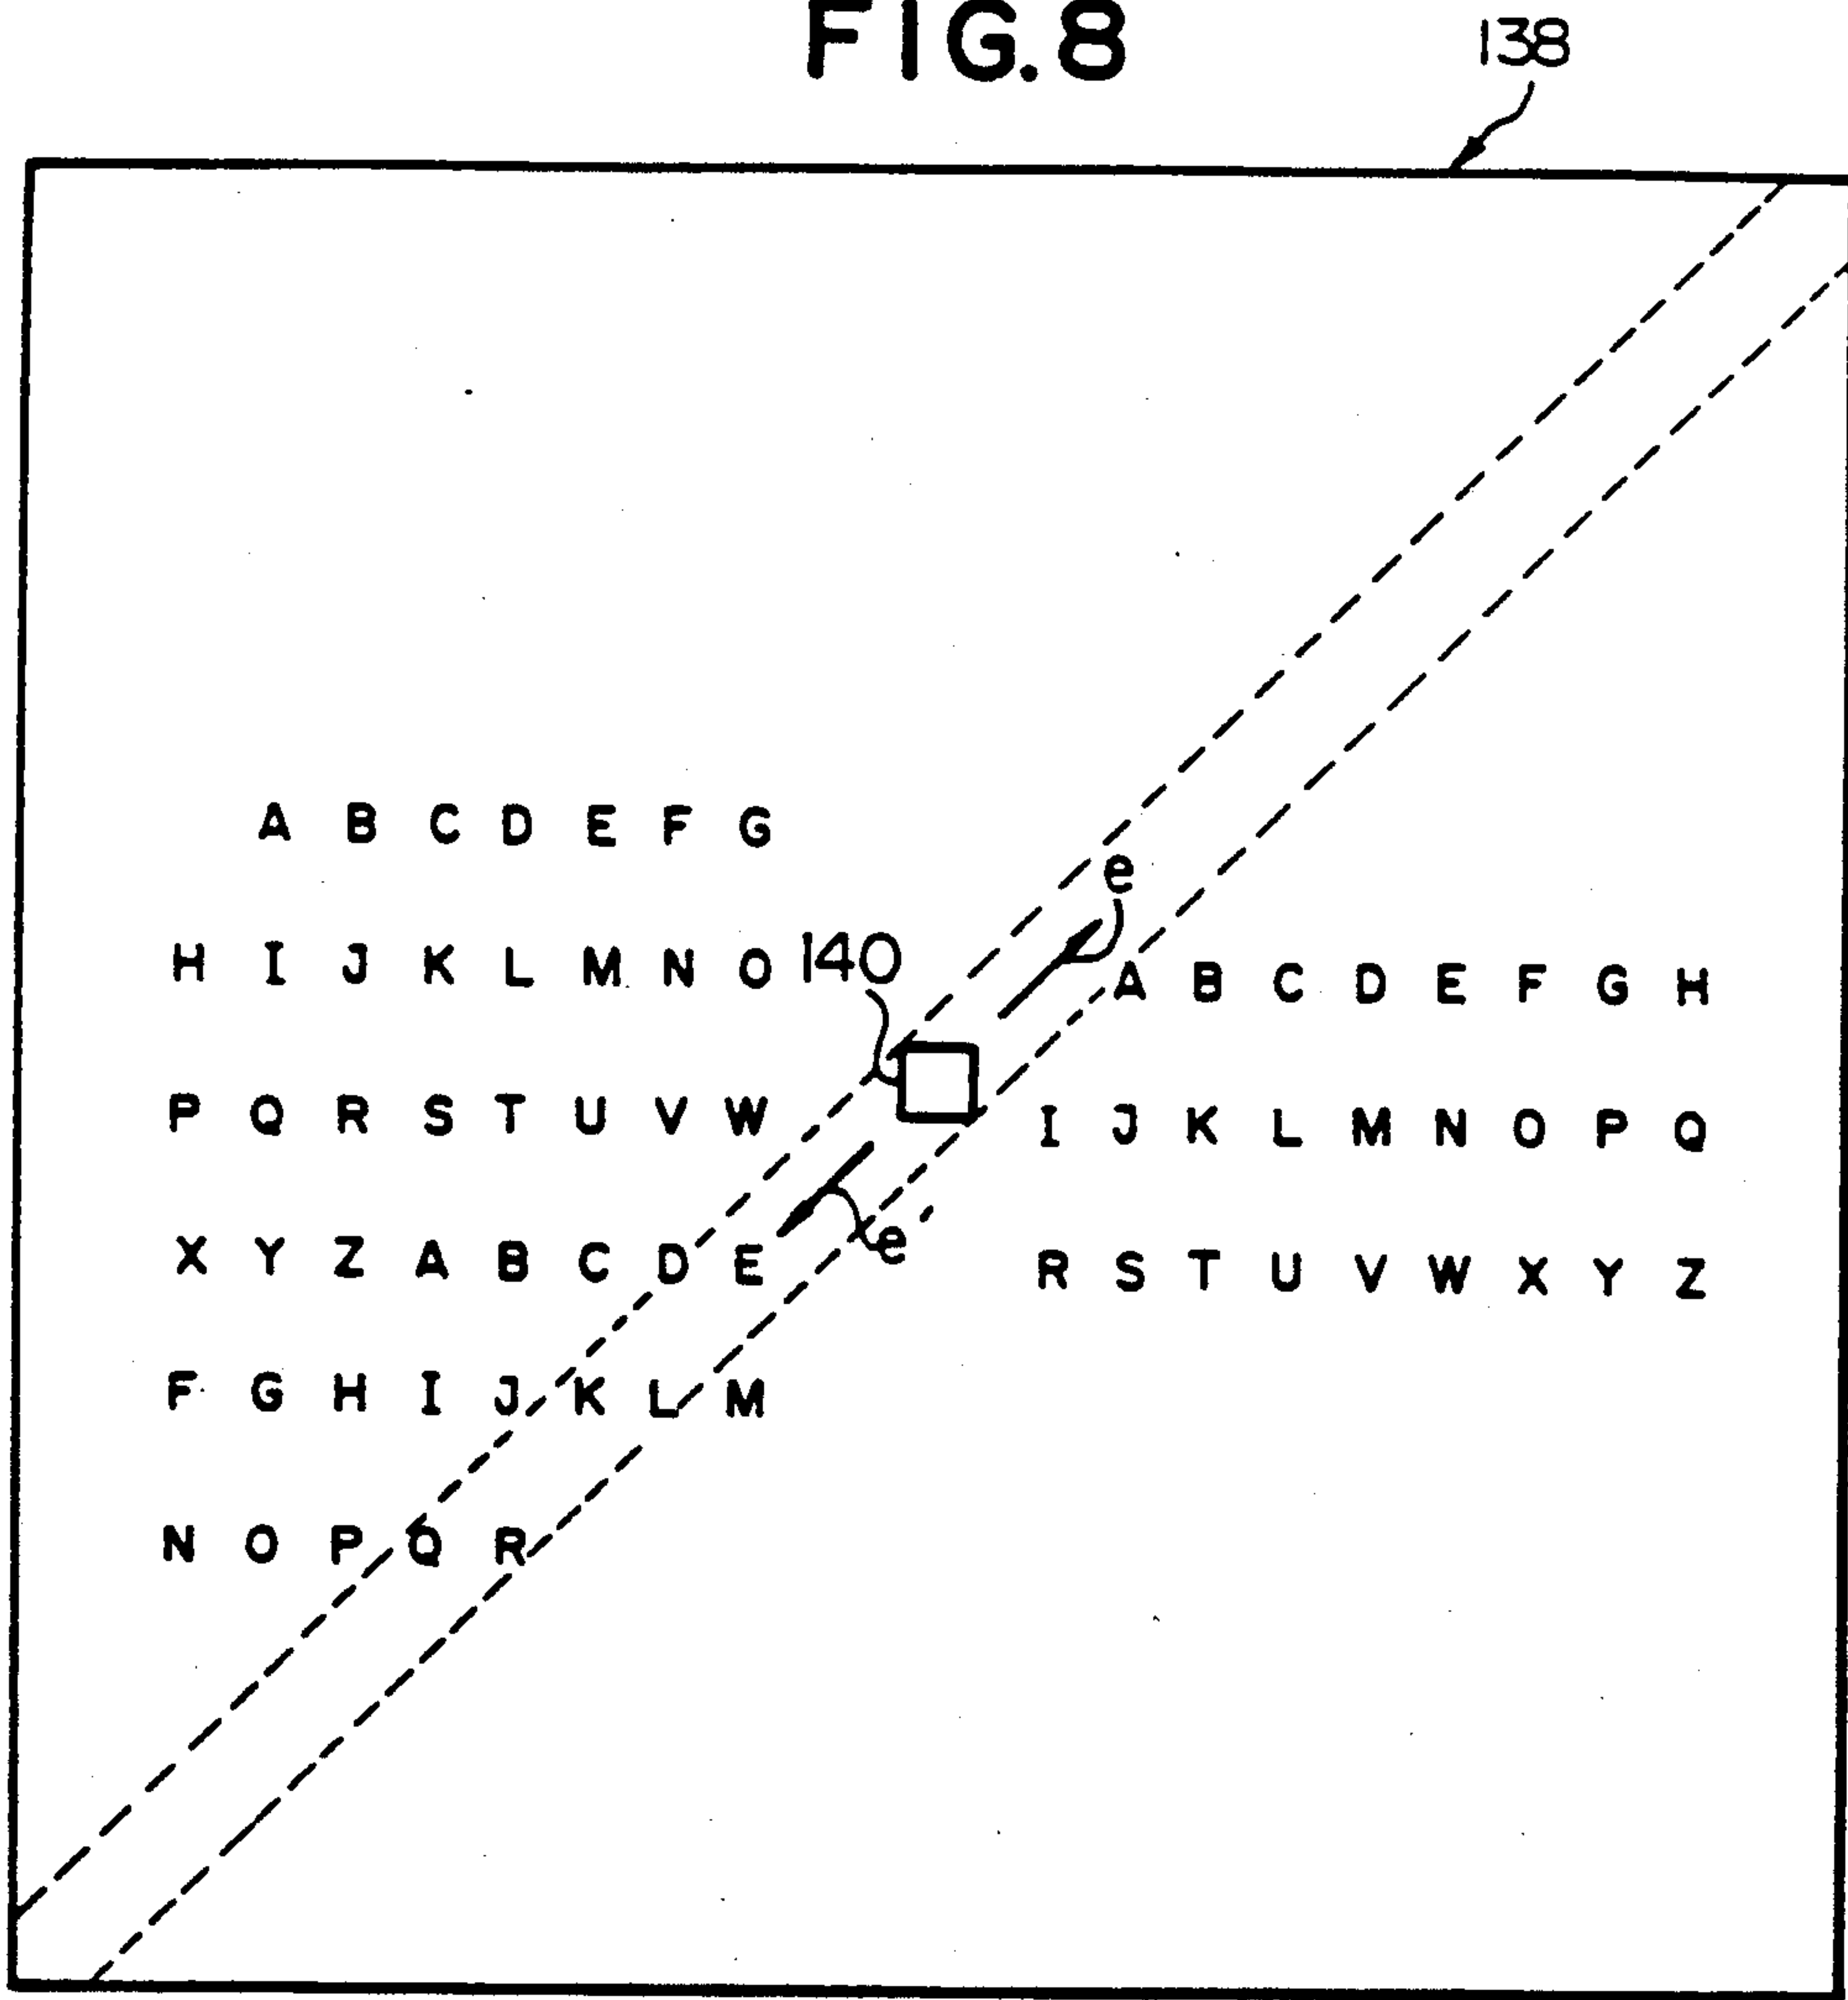 FIG.8
138
A B C D E F G
e
H I J K L M N O 140 A B C D E F G H
P Q R S T U V W I J K L M N O P Q
X Y Z A B C D E e' R S T U V W X Y Z
F G H I J K L M
N O P Q R